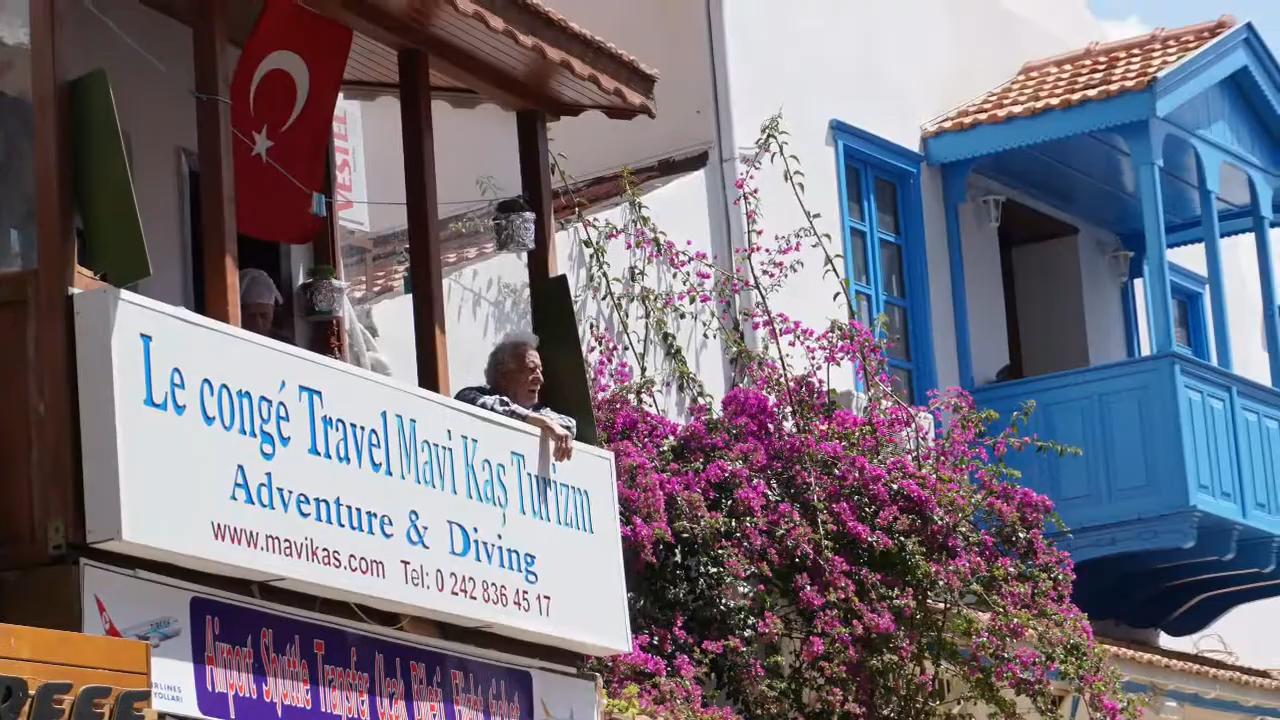 VESTEL
Le congé Travel Mavi Kaş Turizm
Adventure & Diving
www.mavikas.com Tel: 0 242 836 45 17
Airport Shuttle Transfer Uçak Bileti Flight